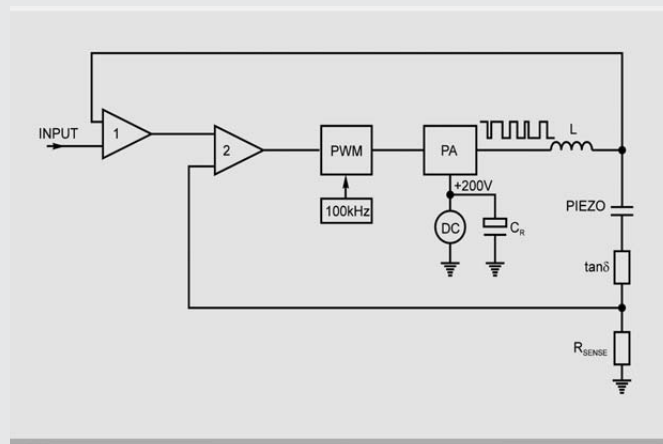 INPUT
1
2
PWM
100kHz
PA
+200V
DC
C_R
L
PIEZO
tanδ
R_SENSE